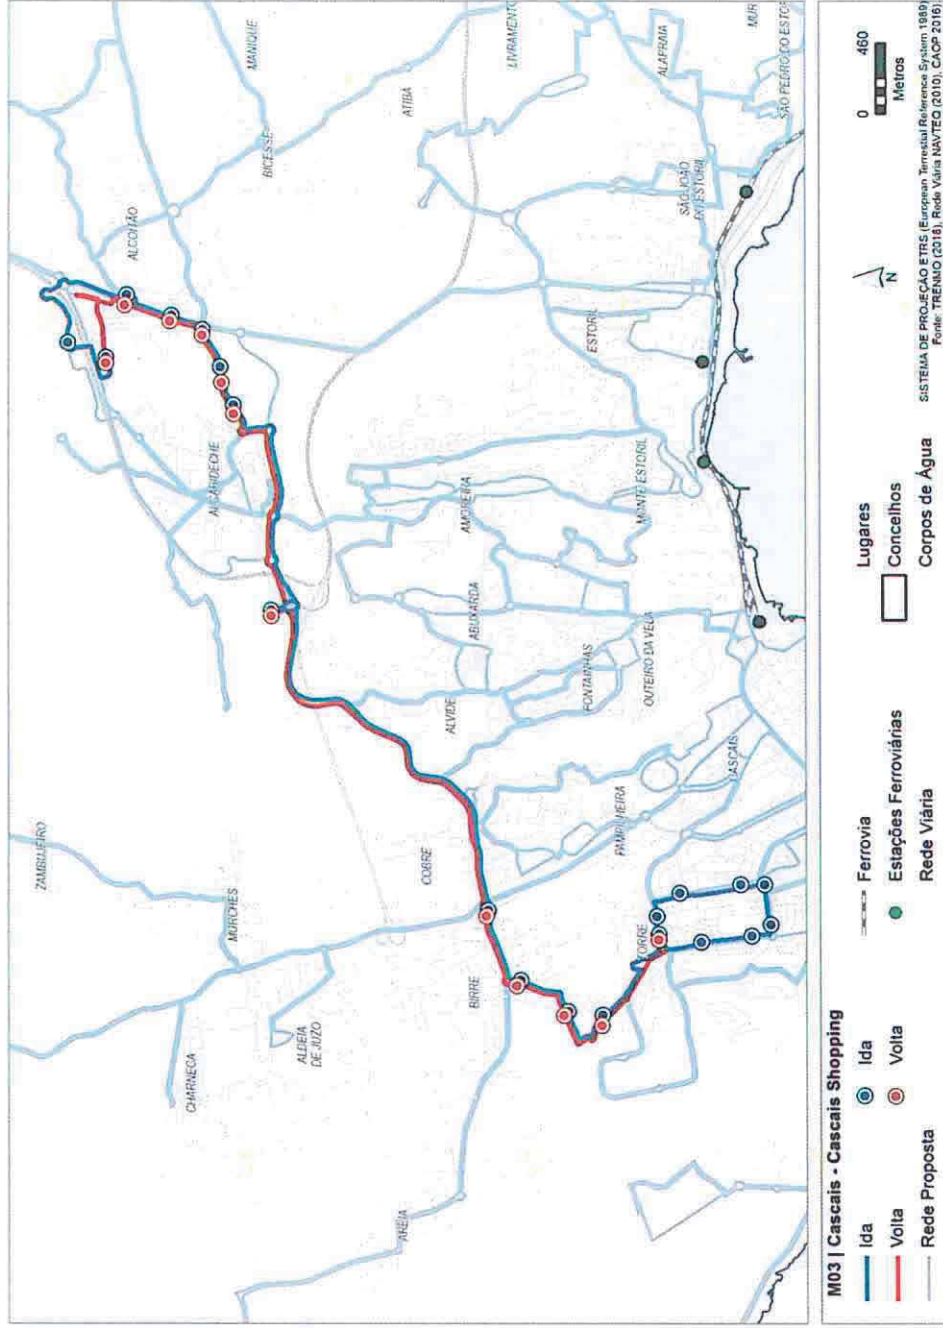 ZAMBUJEIRO
MANIQUE
LIVRAMENTO
MUR
ALCOITÃO
BICESSE
ATIBÁ
ALAPRAIA
SÃO PEDRO DO ESTOR
MURCHES
ALCABIDECHE
SÃO JOÃO
DO ESTORIL
ESTORIL
CHARNECA
ALDEIA
DE JUZO
AMOREIRA
MONTE ESTORIL
ABUXARDA
COBRE
ALVIDE
FONTAINHAS
OUTEIRO DA VELA
BIRRE
PAMPILHEIRA
CASCAIS
AREIA
TORRE
M03 | Cascais - Cascais Shopping
Ida
Volta
Rede Proposta
Ida
Volta
Ferrovia
Estações Ferroviárias
Rede Viária
Lugares
Concelhos
Corpos de Água
N
0 460
Metros
SISTEMA DE PROJEÇÃO ETRS (European Terrestrial Reference System 1989)
Fonte: TRENMO (2018), Rede Viária NAVTEQ (2010), CAOP 2016)